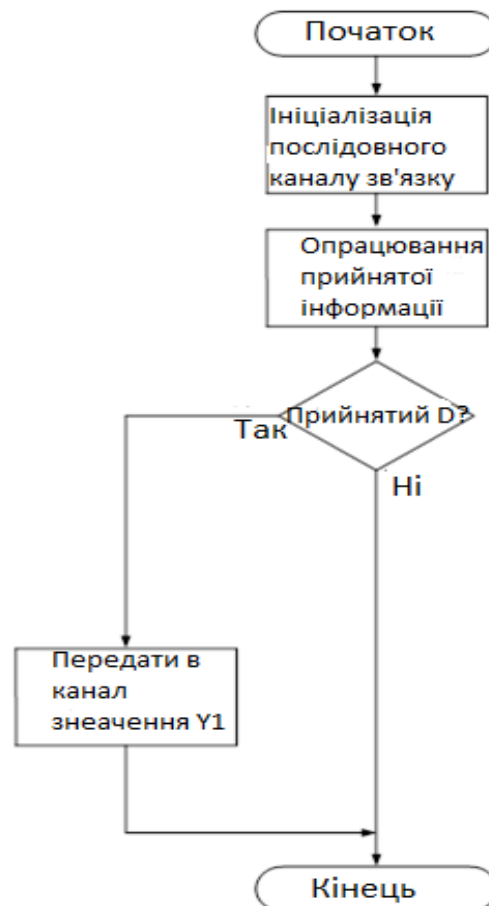 Початок
Ініціалізація
послідовного
каналу зв'язку
Опрацювання
прийнятої
інформації
Прийнятий D?
Так
Ні
Передати в
канал
знеачення Y1
Кінець